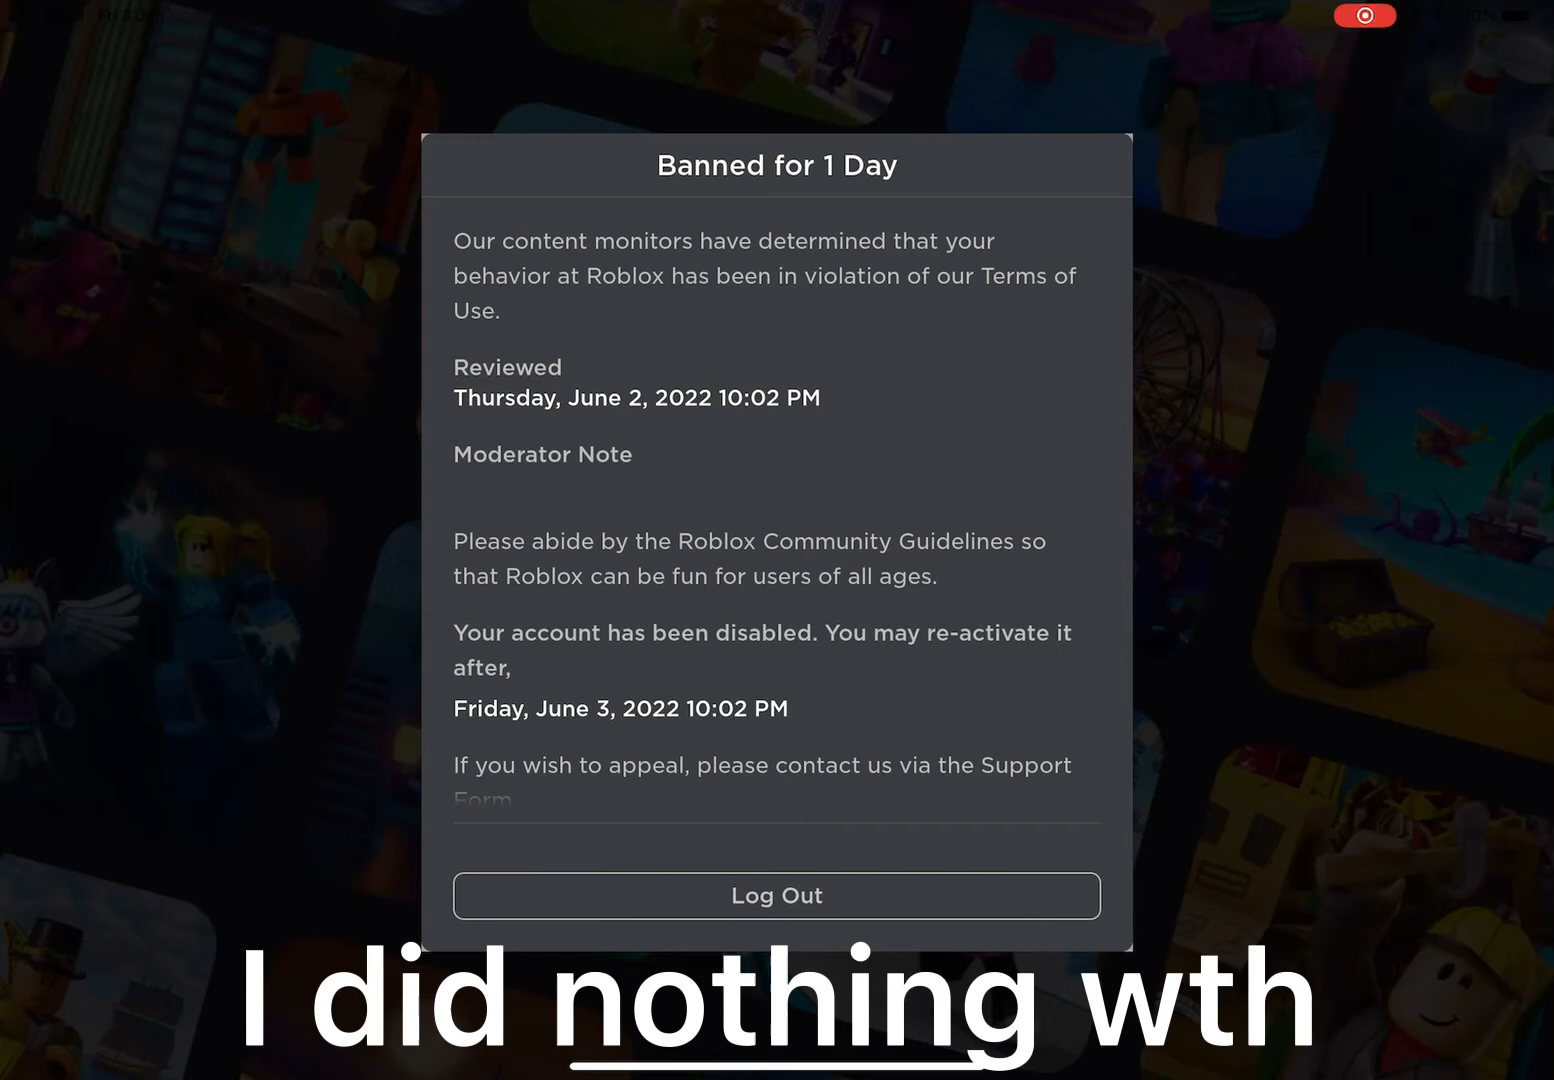 Banned for 1 Day
Our content monitors have determined that your
behavior at Roblox has been in violation of our Terms of
Use.
Reviewed
Thursday, June 2, 2022 10:02 PM
Moderator Note
Please abide by the Roblox Community Guidelines so
that Roblox can be fun for users of all ages.
Your account has been disabled. You may re-activate it
after,
Friday, June 3, 2022 10:02 PM
If you wish to appeal, please contact us via the Support
Form
Log Out
I did nothing wth